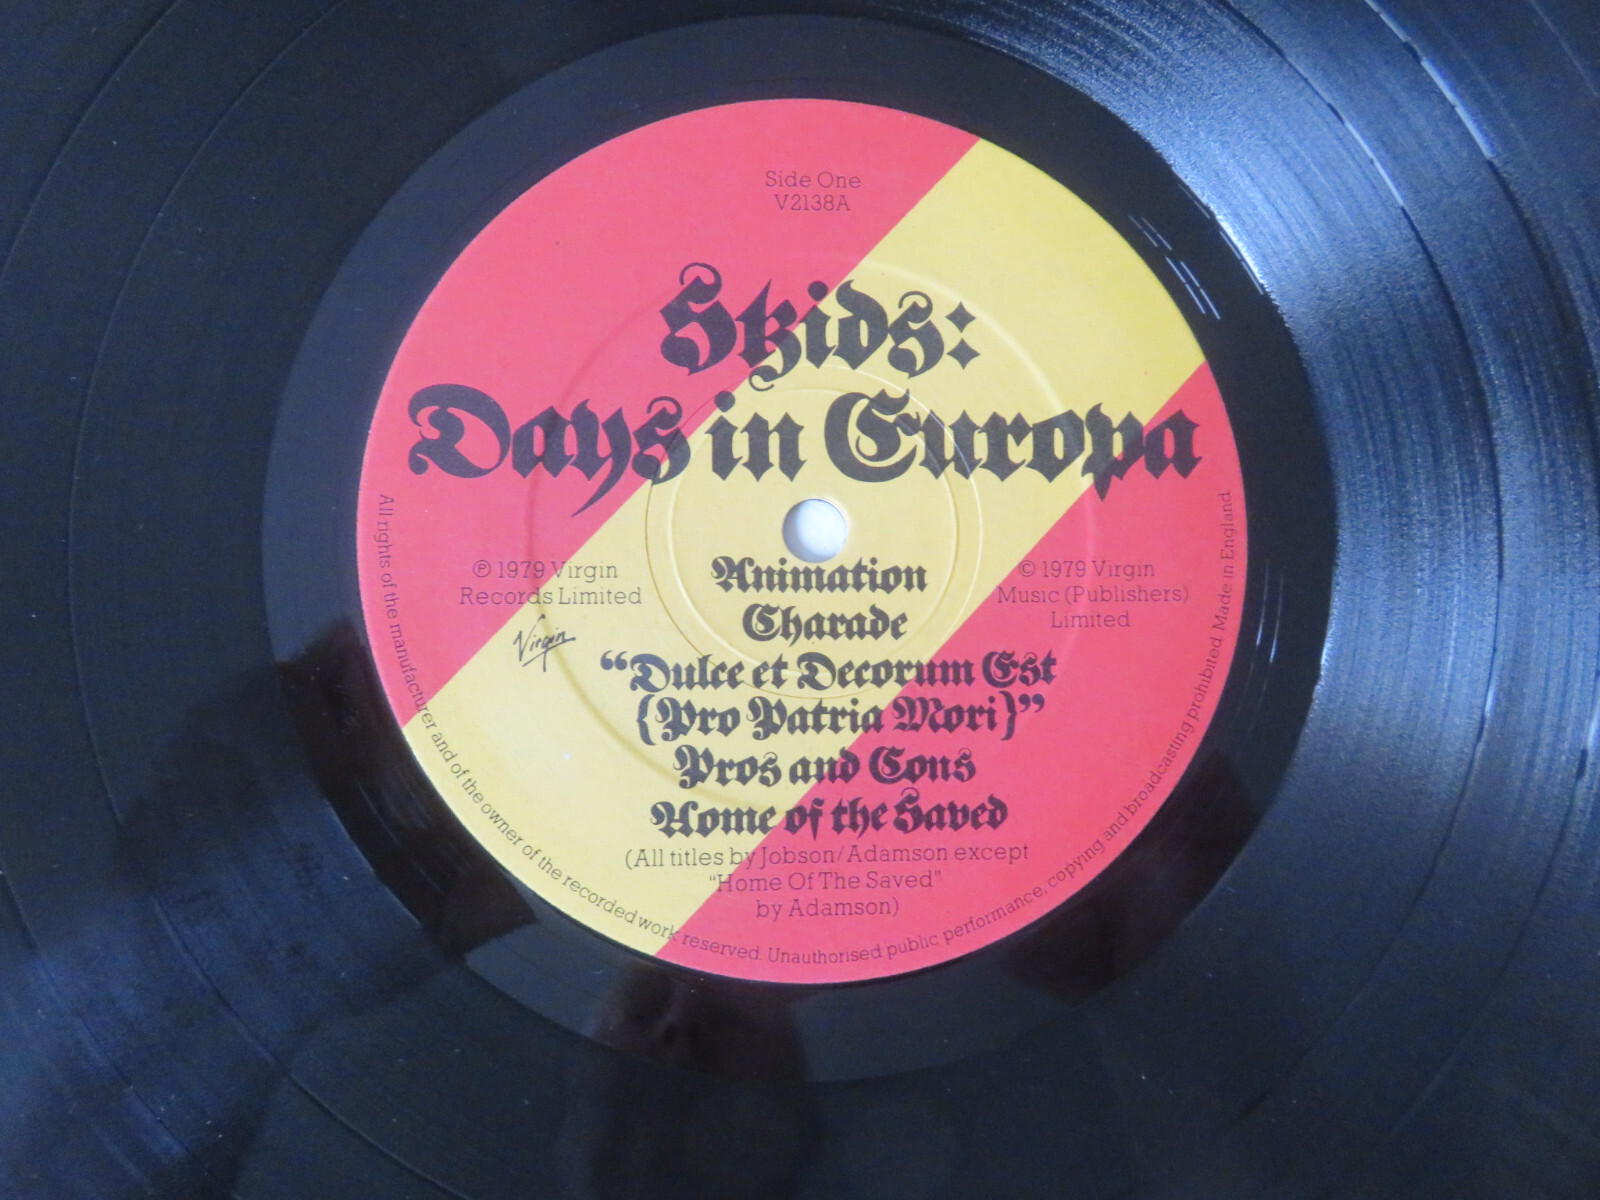 Side One
V2138A
Skids:
Days in Europa
℗ 1979 Virgin
Records Limited
Virgin
© 1979 Virgin
Music (Publishers)
Limited
Animation
Charade
“Dulce et Decorum Est
(Pro Patria Mori)”
Pros and Cons
Home of the Saved
(All titles by Jobson/Adamson except
"Home Of The Saved"
by Adamson)
All rights of the manufacturer and of the owner of the recorded work reserved. Unauthorised public performance, copying and broadcasting prohibited. Made in England.